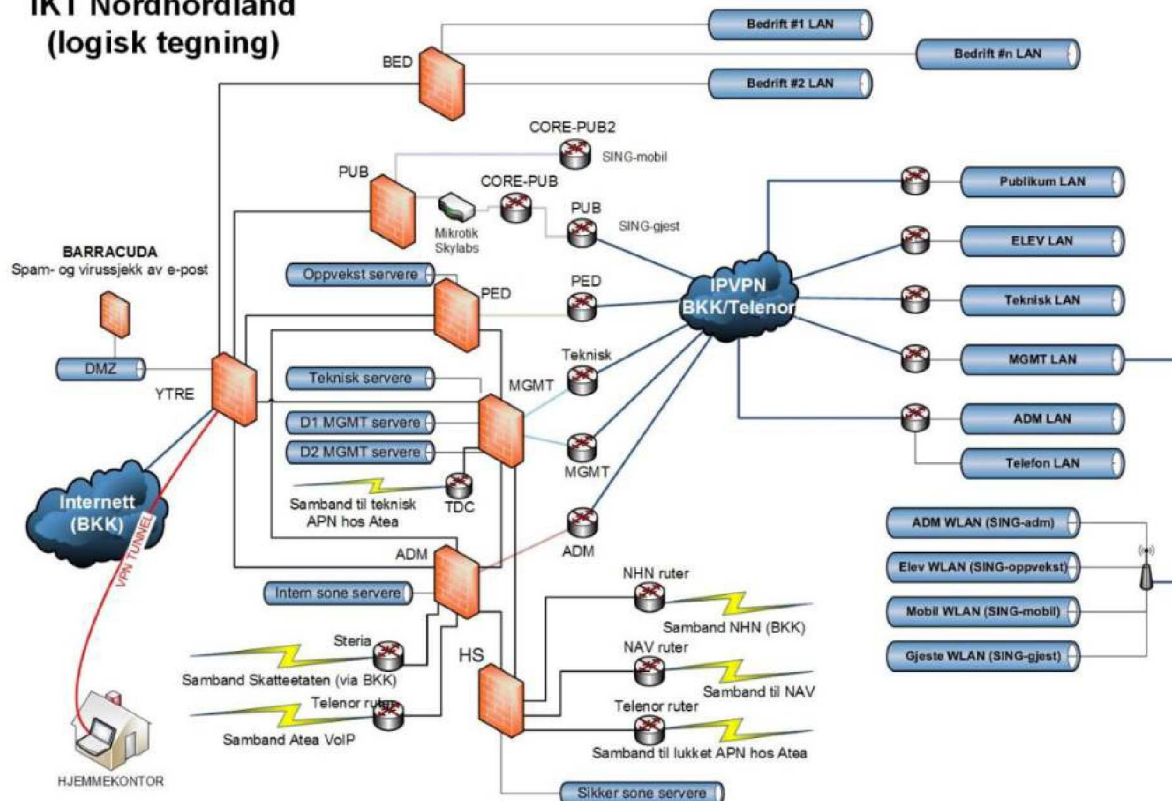 IKT Nordhordland
(logisk tegning)
BED
Bedrift #1 LAN
Bedrift #n LAN
Bedrift #2 LAN
CORE-PUB2
SING-mobil
PUB
CORE-PUB
Mikrotik
Skylabs
PUB
SING-gjest
Publikum LAN
BARRACUDA
Spam- og virussjekk av e-post
ELEV LAN
Oppvekst servere
PED
PED
IPVPN
BKK/Telenor
Teknisk LAN
DMZ
YTRE
Teknisk servere
MGMT
Teknisk
MGMT LAN
D1 MGMT servere
D2 MGMT servere
MGMT
ADM LAN
Telefon LAN
Internett
(BKK)
VPN TUNNEL
Samband til teknisk
APN hos Atea
TDC
ADM
ADM
ADM WLAN (SING-adm)
Elev WLAN (SING-oppvekst)
Mobil WLAN (SING-mobil)
Gjeste WLAN (SING-gjest)
Intern sone servere
NHN ruter
Samband NHN (BKK)
Steria
Samband Skatteetaten (via BKK)
HS
NAV ruter
Samband til NAV
Telenor ruter
Samband Atea VoIP
Telenor ruter
Samband til lukket APN hos Atea
HJEMMEKONTOR
Sikker sone servere